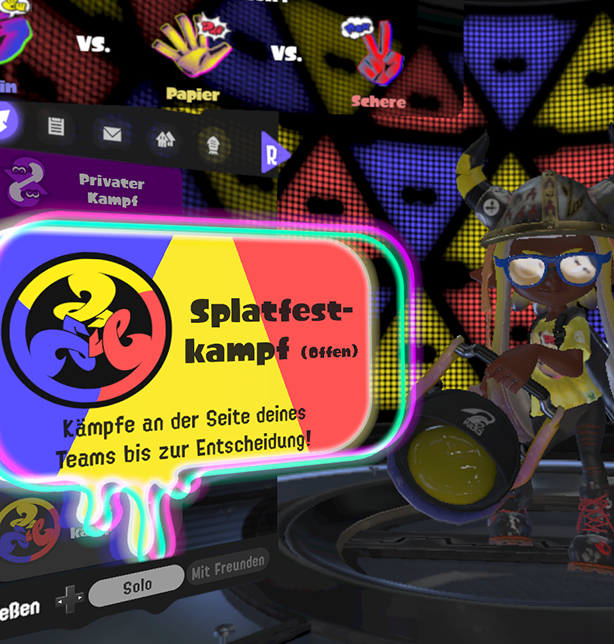 vs.
vs.
Papier
Schere
R
Privater
Kampf
Splatfest-
kampf (Offen)
Kämpfe an der Seite deines
Teams bis zur Entscheidung!
Solo
Mit Freunden